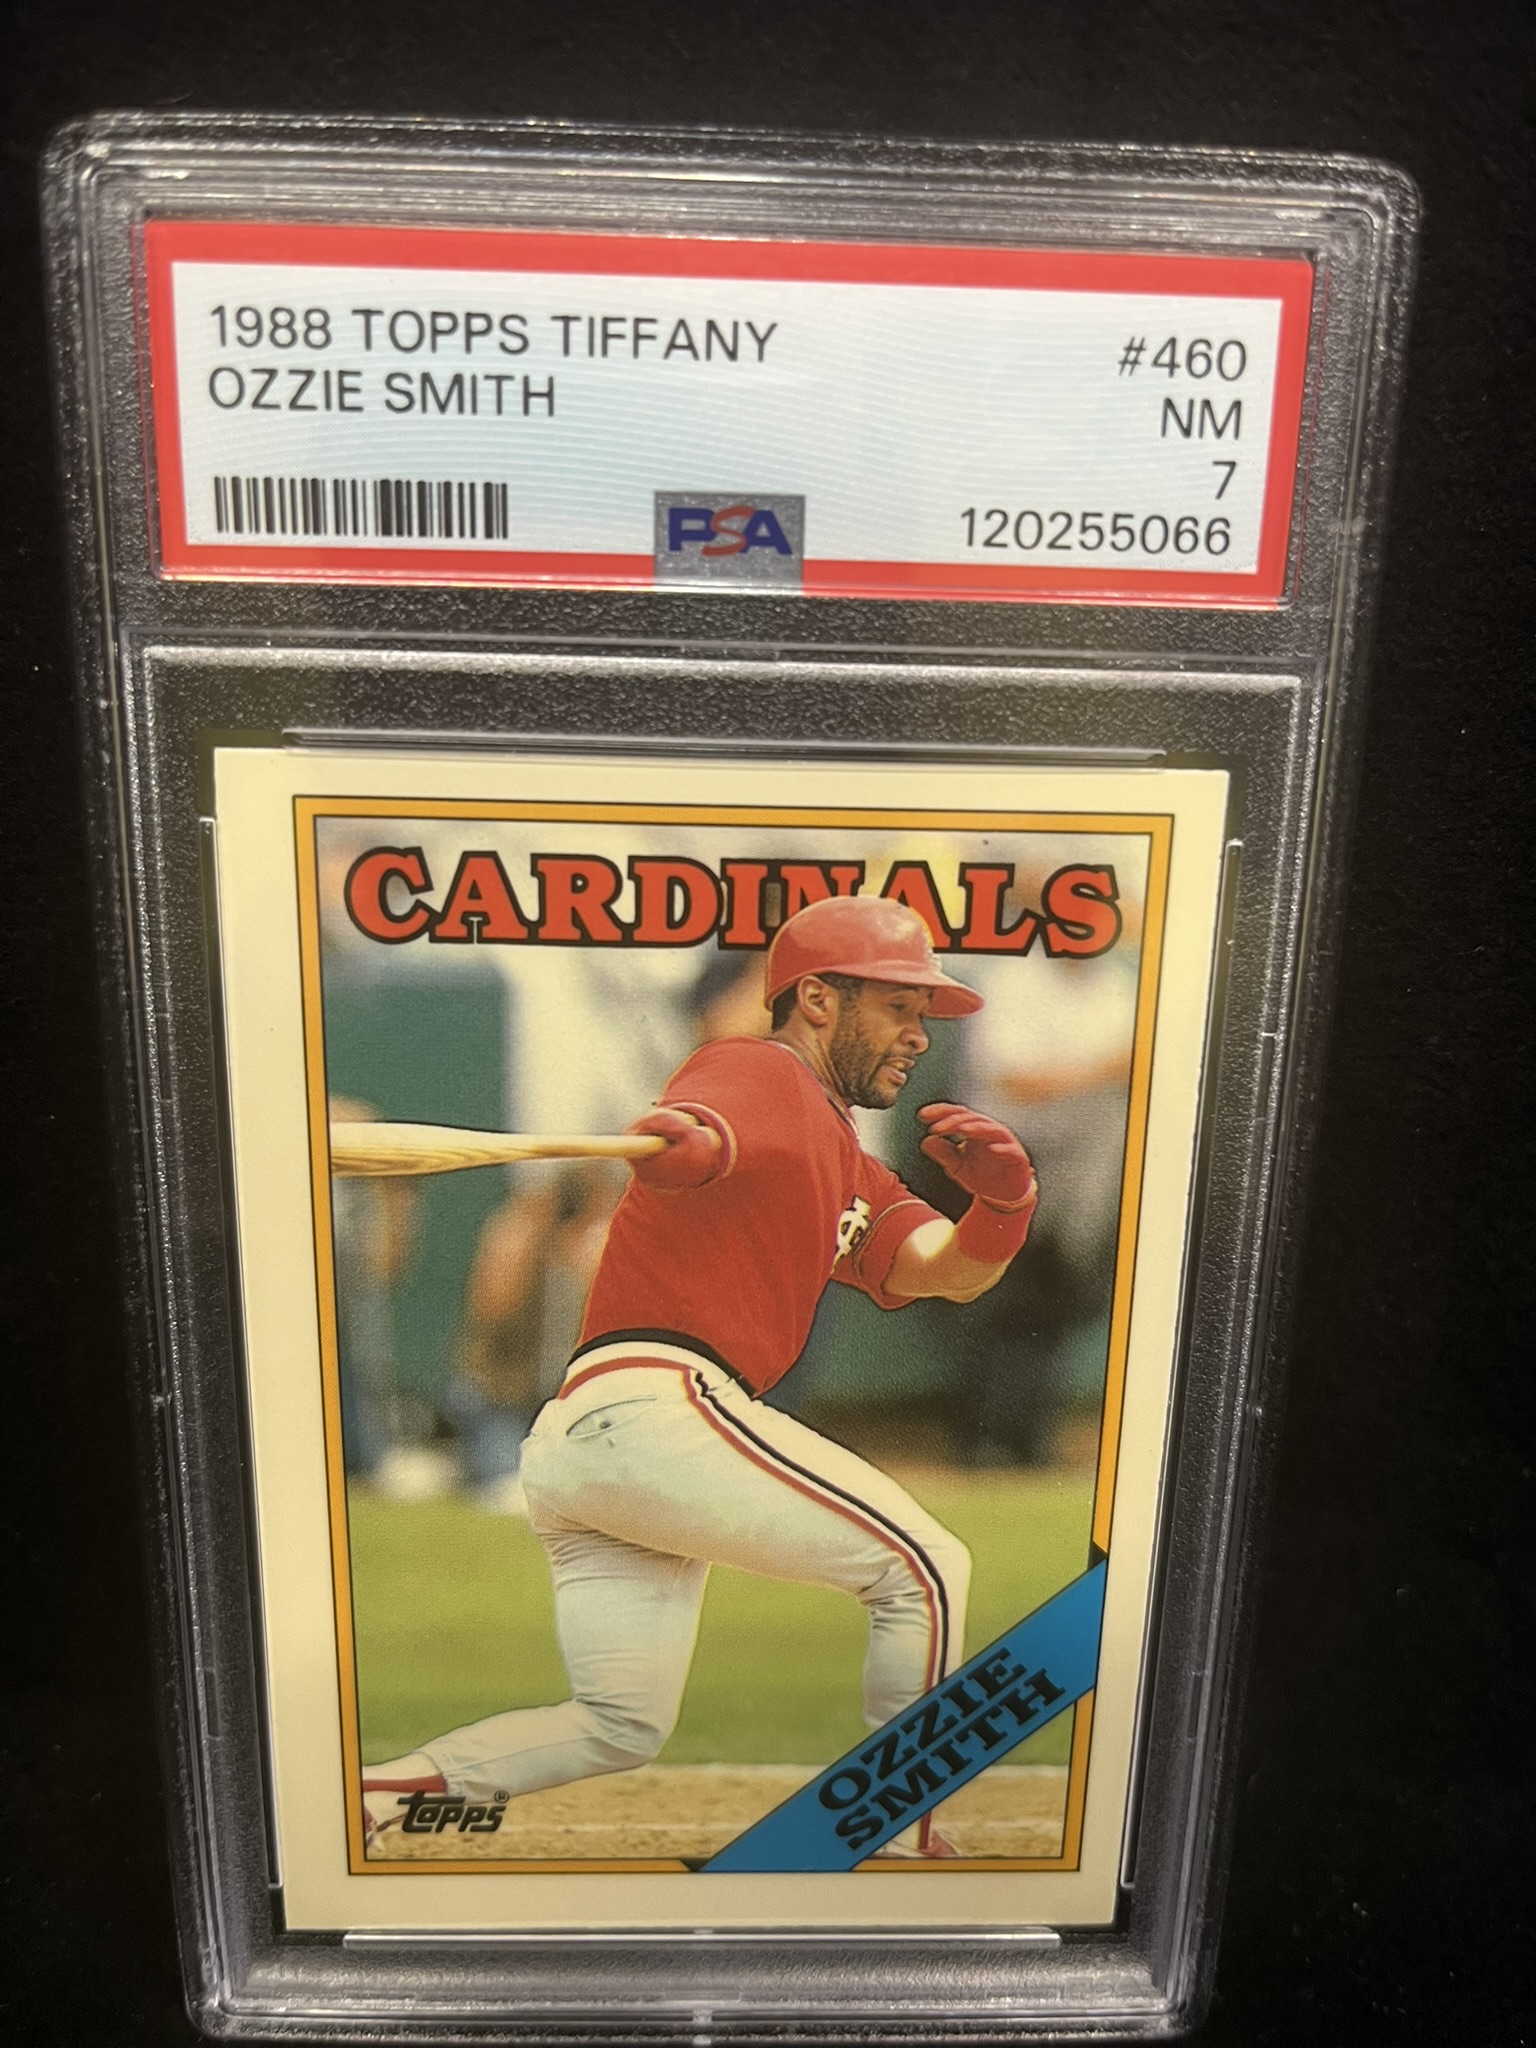 1988 TOPPS TIFFANY #460
OZZIE SMITH NM
7
PSA 120255066
CARDINALS
OZZIE
SMITH
topps®